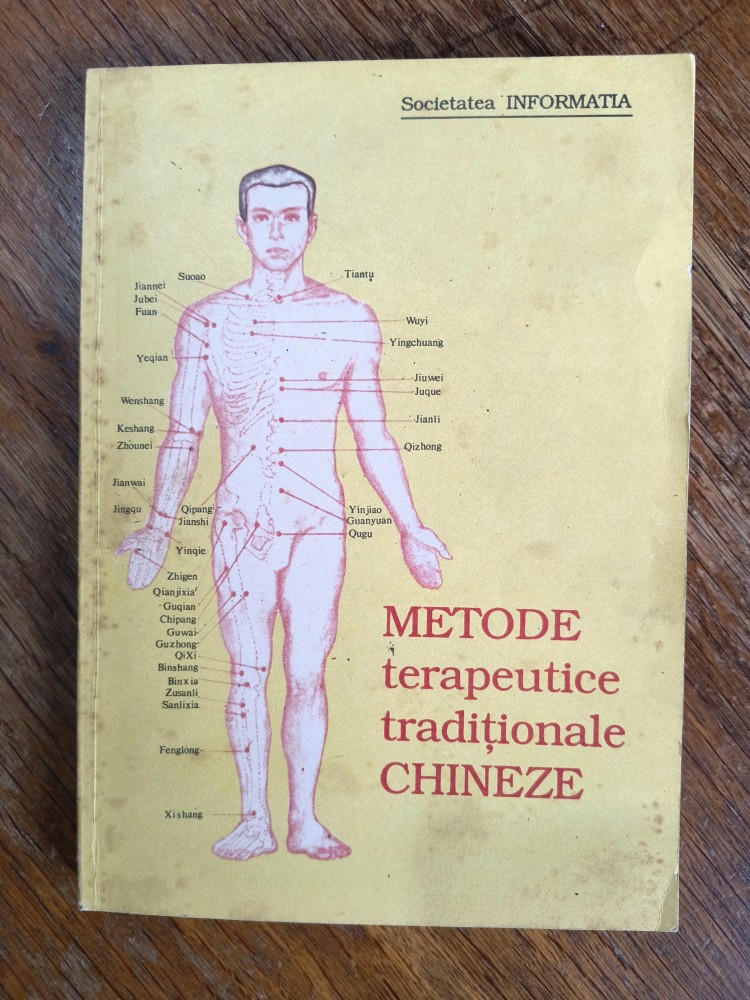 Societatea INFORMATIA
Suoao
Tiantu
Jiannei
Jubei
Fuan
Wuyi
Yingchuang
Yeqian
Jiuwei
Juque
Wenshang
Jianli
Keshang
Zhounei
Qizhong
Jianwai
Jingqu
Qipang
Yinjiao
Jianshi
Guanyuan
Qugu
Yinqie
Zhigen
Qianjixia
Guqian
Chipang
Guwai
Guzhong
QiXi
Binshang
Binxia
Zusanli
Sanlixia
Fenglong
Xishang
METODE
terapeutice
tradiționale
CHINEZE